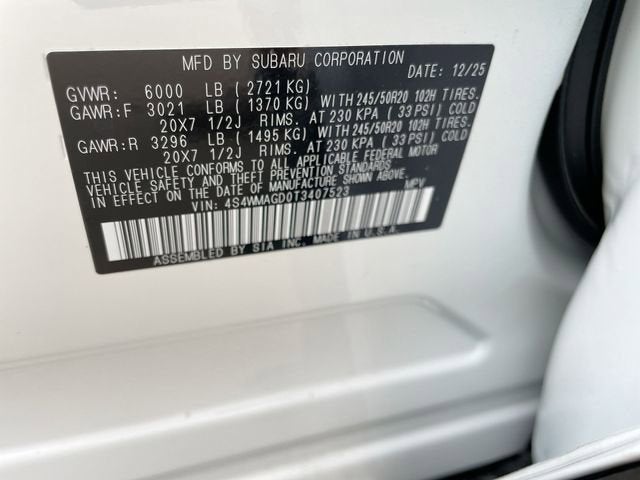 MFD BY SUBARU CORPORATION
DATE: 12/25
GVWR: 6000 LB ( 2721 KG)
GAWR:F 3021 LB ( 1370 KG) WITH 245/50R20 102H TIRES.
20X7 1/2J RIMS. AT 230 KPA ( 33 PSI) COLD
GAWR:R 3296 LB ( 1495 KG) WITH 245/50R20 102H TIRES.
20X7 1/2J RIMS. AT 230 KPA ( 33 PSI) COLD
THIS VEHICLE CONFORMS TO ALL APPLICABLE FEDERAL MOTOR
VEHICLE SAFETY AND THEFT PREVENTION STANDARDS
IN EFFECT ON THE DATE OF MANUFACTURE SHOWN ABOVE.
VIN: 4S4WMAGD0T3407523 MPV
ASSEMBLED BY SIA INC. MADE IN U.S.A.